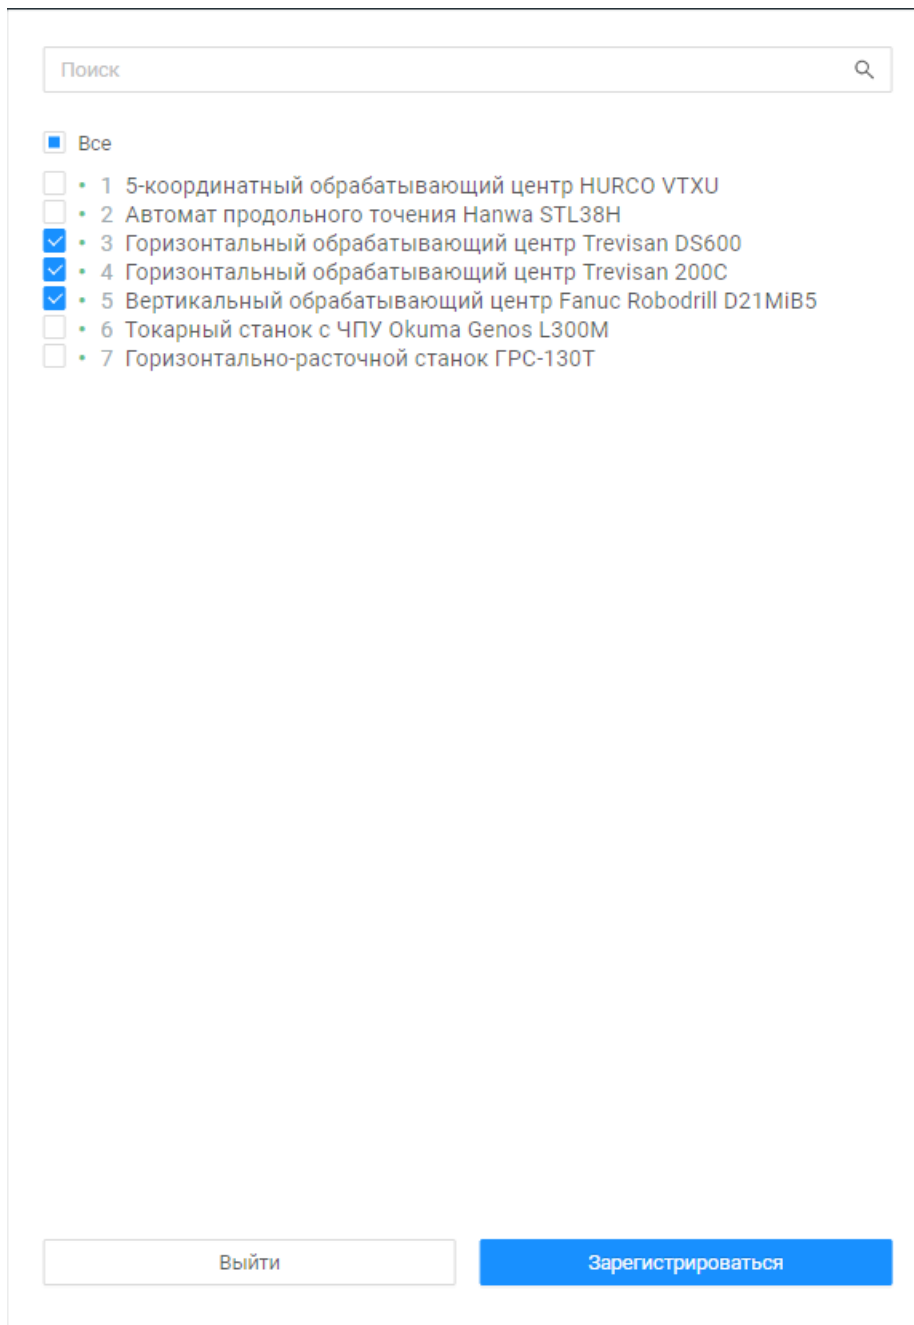 Поиск
Все
1 5-координатный обрабатывающий центр HURCO VTXU
2 Автомат продольного точения Hanwa STL38H
3 Горизонтальный обрабатывающий центр Trevisan DS600
4 Горизонтальный обрабатывающий центр Trevisan 200C
5 Вертикальный обрабатывающий центр Fanuc Robodrill D21MiB5
6 Токарный станок с ЧПУ Okuma Genos L300M
7 Горизонтально-расточной станок ГРС-130Т
Выйти
Зарегистрироваться